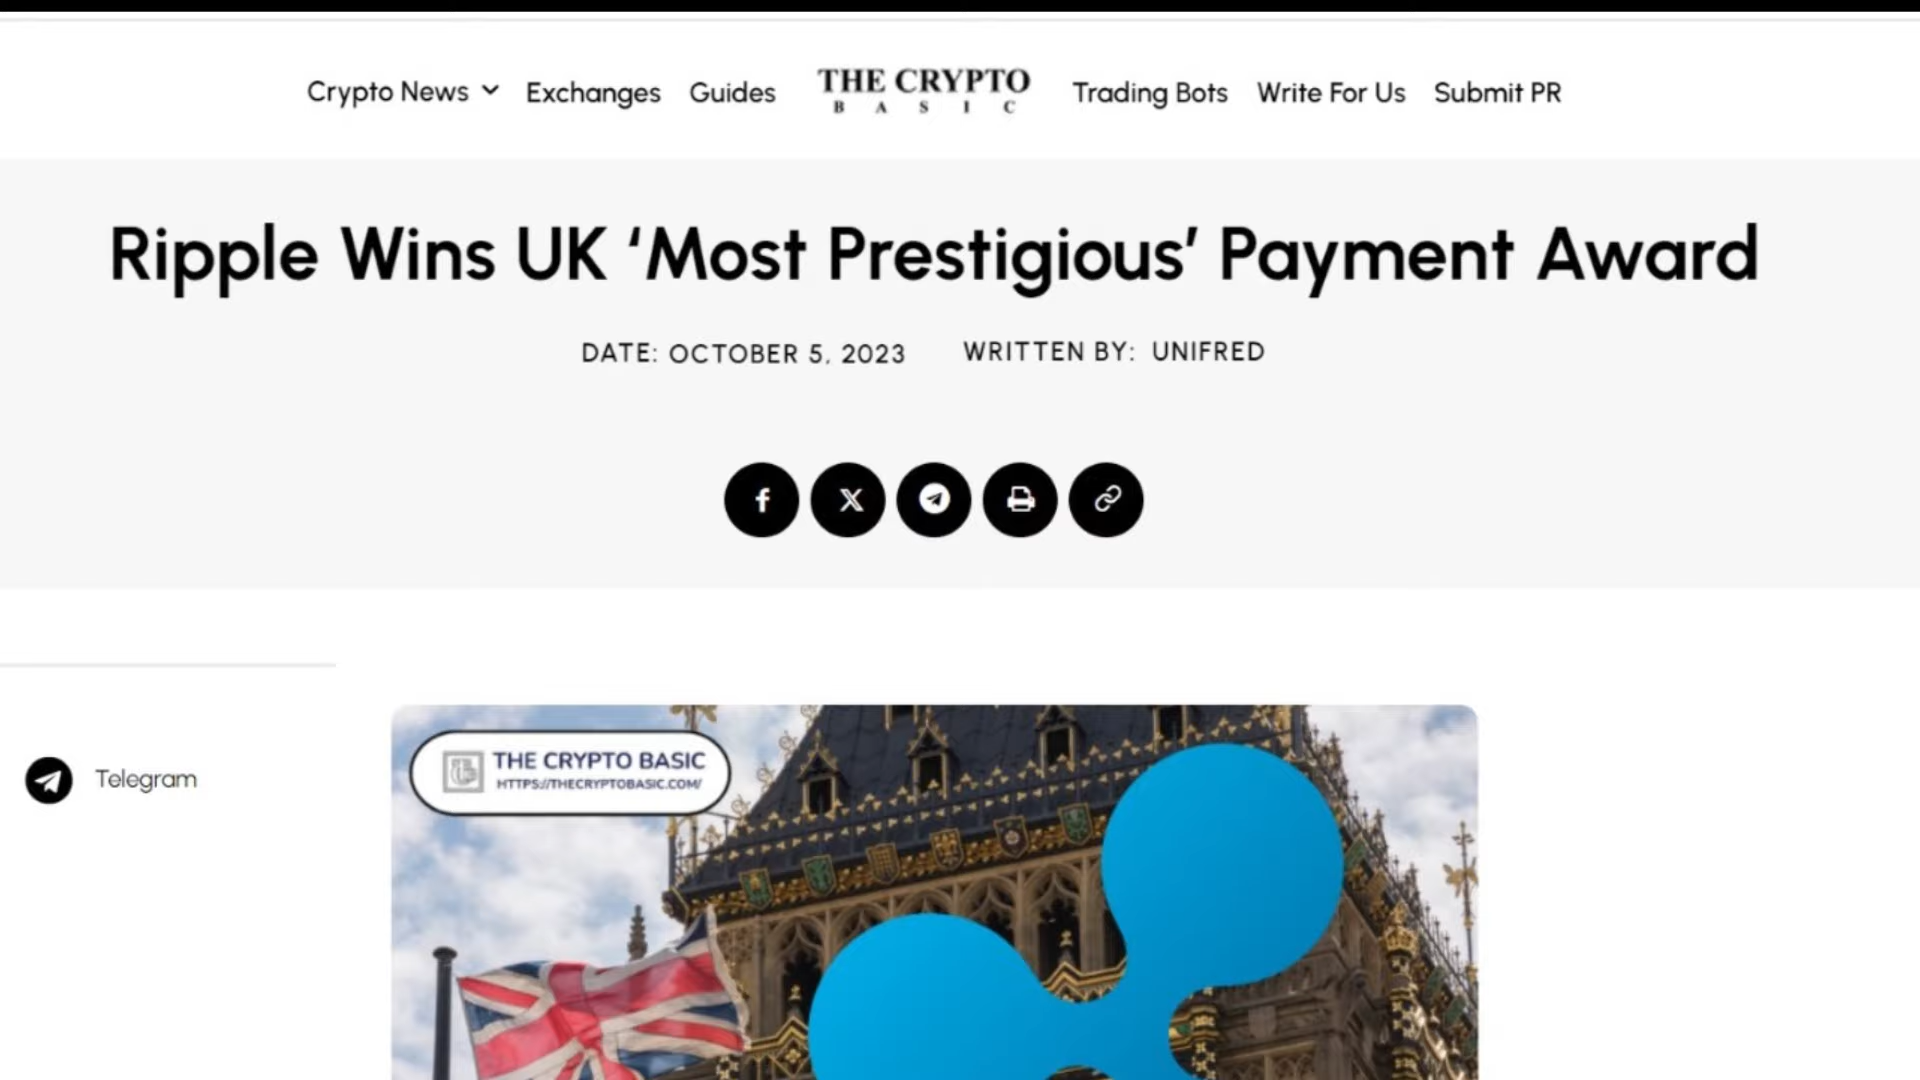 Crypto News Exchanges Guides THE CRYPTO BASIC Trading Bots Write For Us Submit PR
Ripple Wins UK ‘Most Prestigious’ Payment Award
DATE: OCTOBER 5, 2023 WRITTEN BY: UNIFRED
Telegram
THE CRYPTO BASIC
HTTPS://THECRYPTOBASIC.COM/